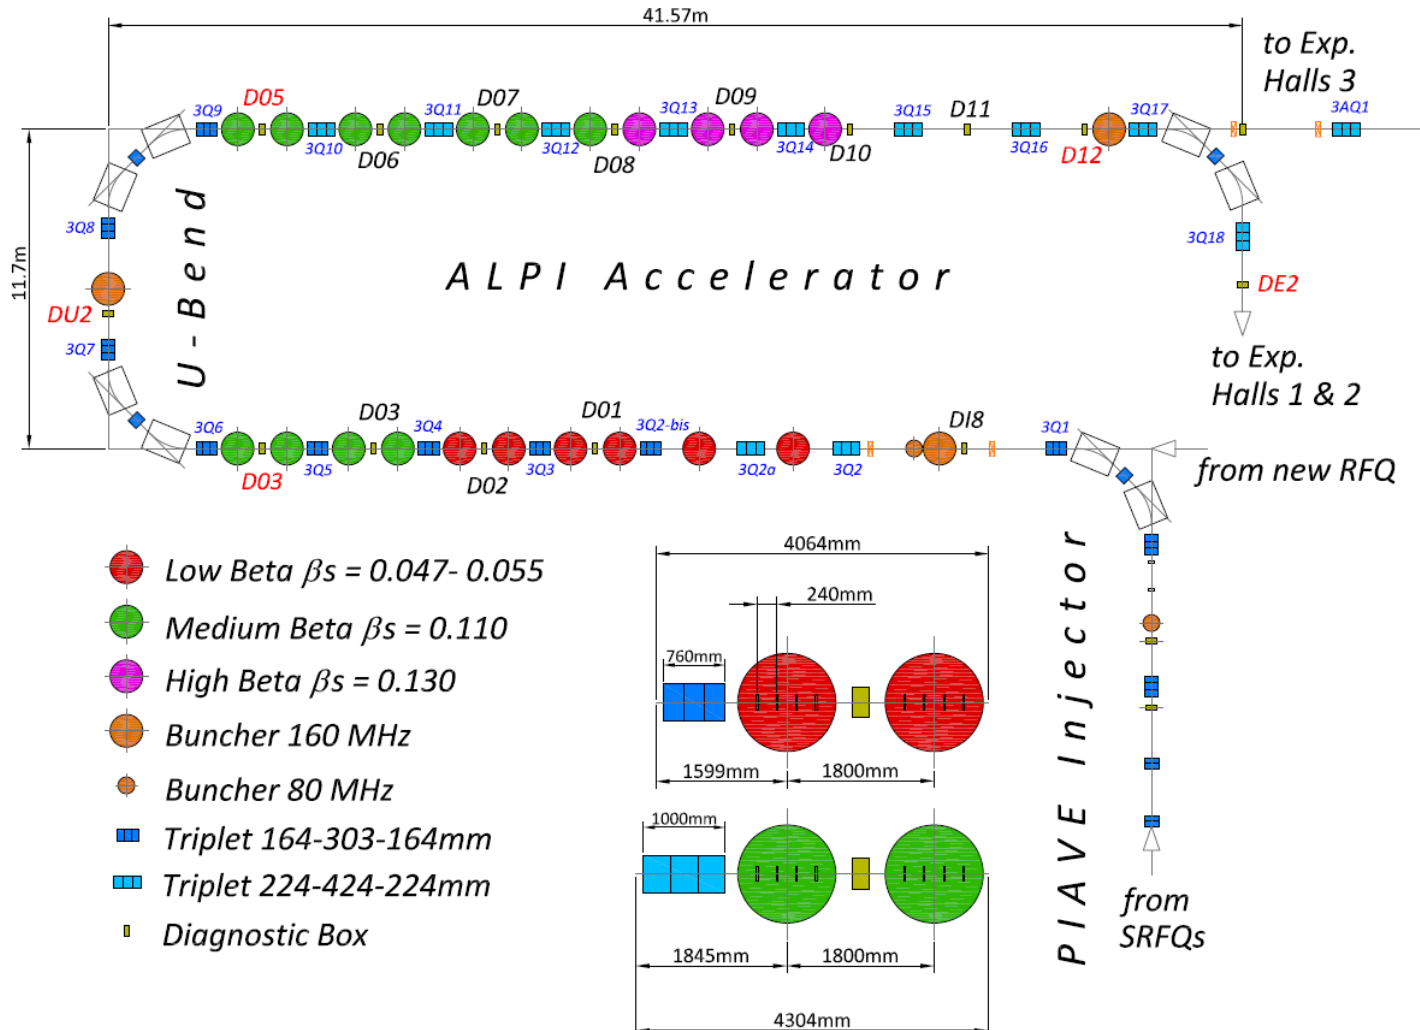 41.57m
to Exp.
Halls 3
3Q9
D05
3Q10
D06
3Q11
D07
3Q12
D08
3Q13
D09
3Q14
D10
3Q15
D11
3Q16
D12
3Q17
3AQ1
3Q8
11.7m
U-Bend
ALPI Accelerator
3Q18
DU2
DE2
3Q7
to Exp.
Halls 1 & 2
3Q6
D03
3Q5
D03
3Q4
D02
3Q3
D01
3Q2-bis
3Q2a
3Q2
DI8
3Q1
from new RFQ
Low Beta βs = 0.047- 0.055
Medium Beta βs = 0.110
High Beta βs = 0.130
Buncher 160 MHz
Buncher 80 MHz
Triplet 164-303-164mm
Triplet 224-424-224mm
Diagnostic Box
4064mm
240mm
760mm
1599mm
1800mm
1000mm
1845mm
1800mm
4304mm
PIAVE Injector
from
SRFQs